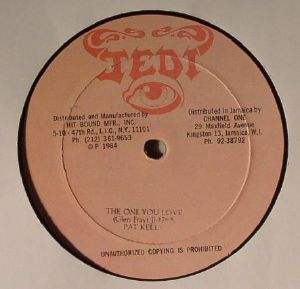 JEDI
Distributed and Manufactured by
HIT BOUND MFR., INC.
5-10 - 47th Rd., L.I.C., N.Y. 11101
Ph. (212) 361-9653
© P 1984
Distributed in Jamaica by
CHANNEL ONE
29 Maxfield Avenue
Kingston 13, Jamaica, W.I.
Ph. 92-38792
THE ONE YOU LOVE
(Glen Fray)
PAT KELLY
UNAUTHORIZED COPYING IS PROHIBITED